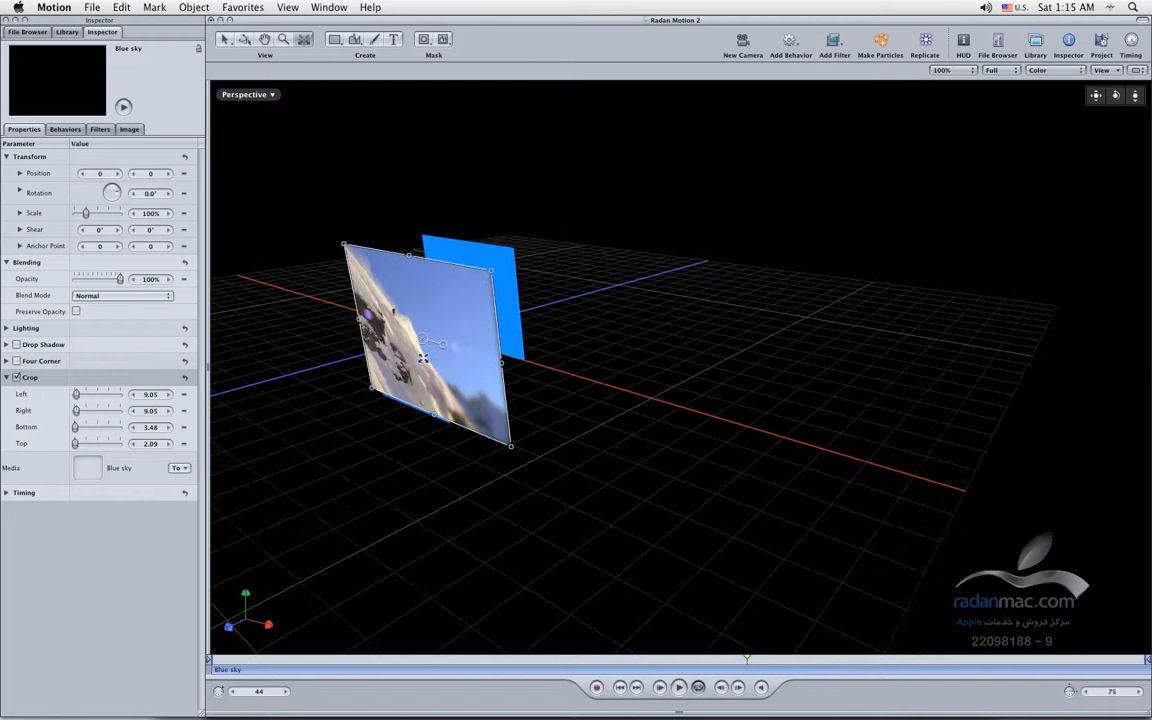 Motion File Edit Mark Object Favorites View Window Help U.S. Sat 1:15 AM
Inspector Radan Motion 2
File Browser Library Inspector
Blue sky
View Create Mask New Camera Add Behavior Add Filter Make Particles Replicate HUD File Browser Library Inspector Project Timing
100% Full Color View
Perspective
Properties Behaviors Filters Image
Parameter Value
Transform
Position 0 0
Rotation 0.0°
Scale 100%
Shear 0° 0°
Anchor Point 0 0
Blending
Opacity 100%
Blend Mode Normal
Preserve Opacity
Lighting
Drop Shadow
Four Corner
Crop
Left 9.05
Right 9.05
Bottom 3.48
Top 2.09
Media Blue sky To
Timing
radanmac.com
مرکز فروش و خدمات Apple
22098188 - 9
Blue sky
44 75